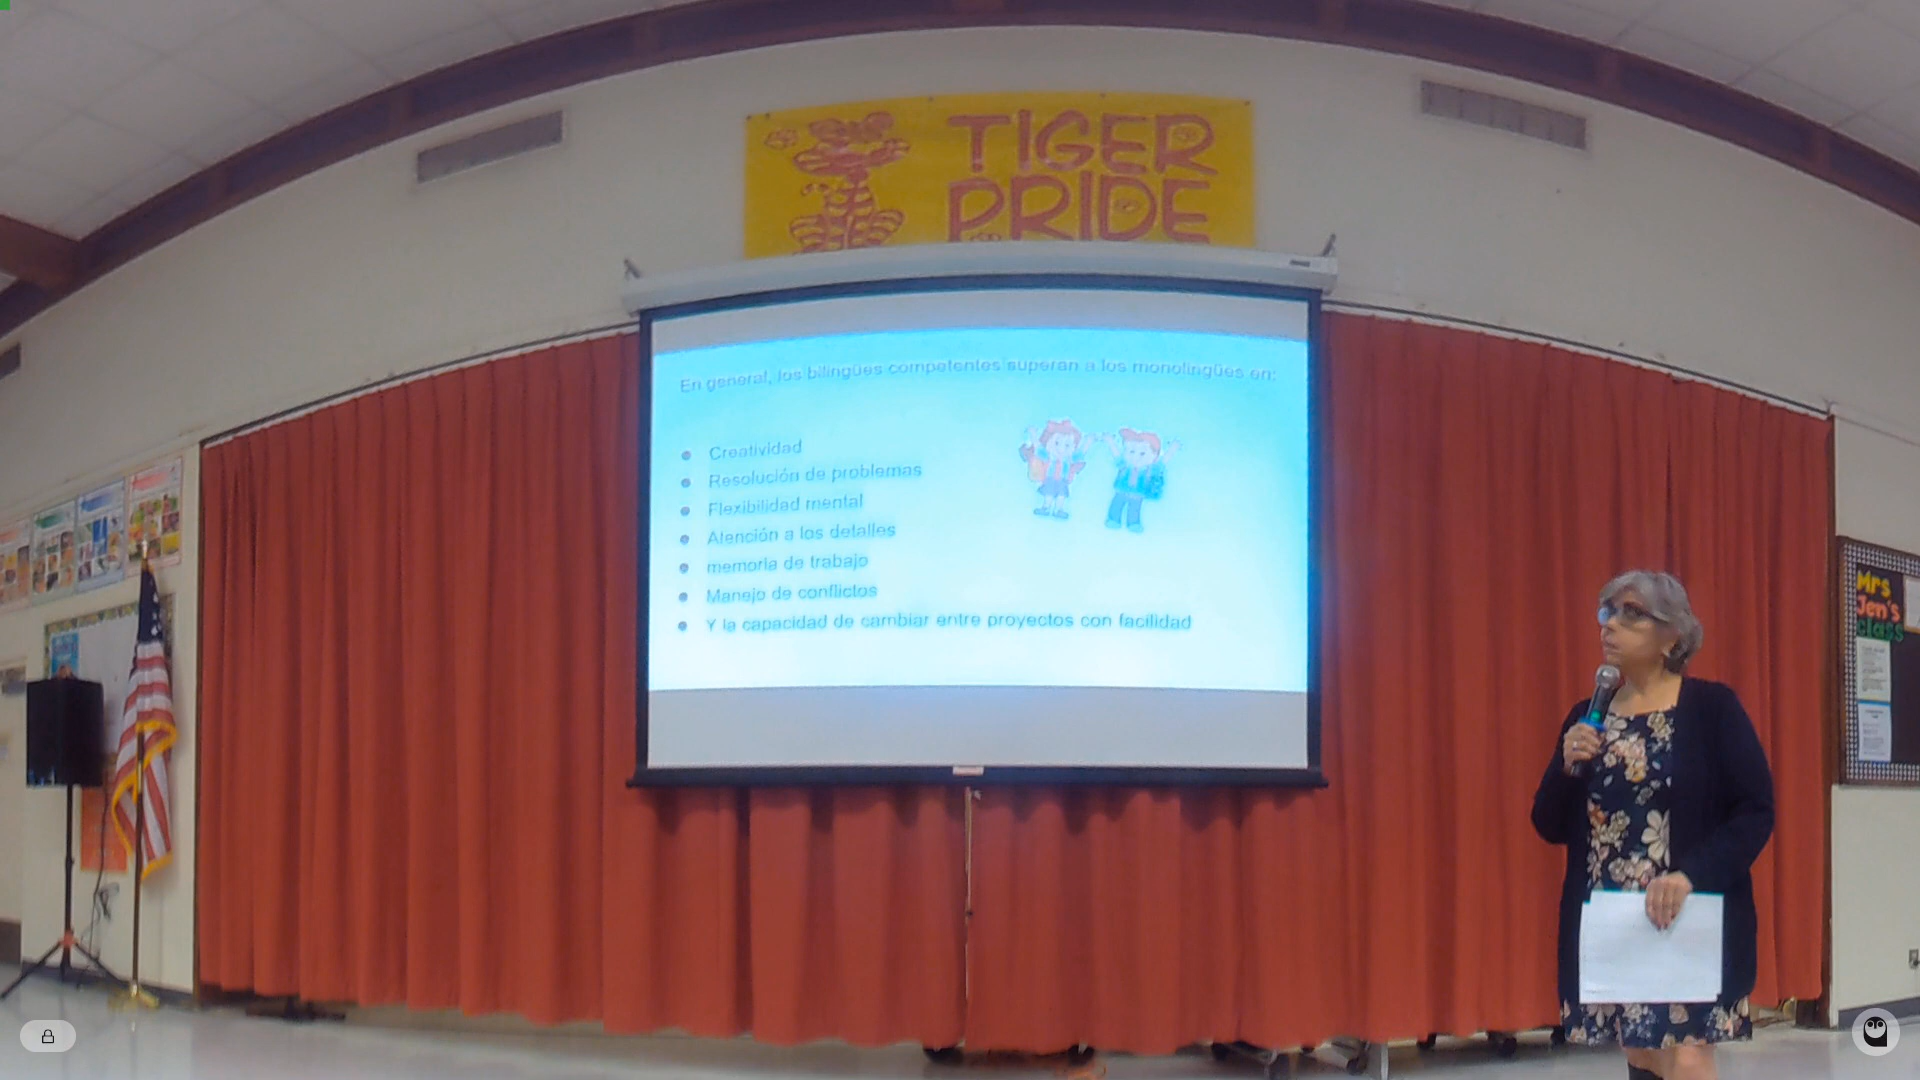 TIGER
PRIDE
En general, los bilingües competentes superan a los monolingües en:
Creatividad
Resolución de problemas
Flexibilidad mental
Atención a los detalles
memoria de trabajo
Manejo de conflictos
Y la capacidad de cambiar entre proyectos con facilidad
Mrs
Jen's
class